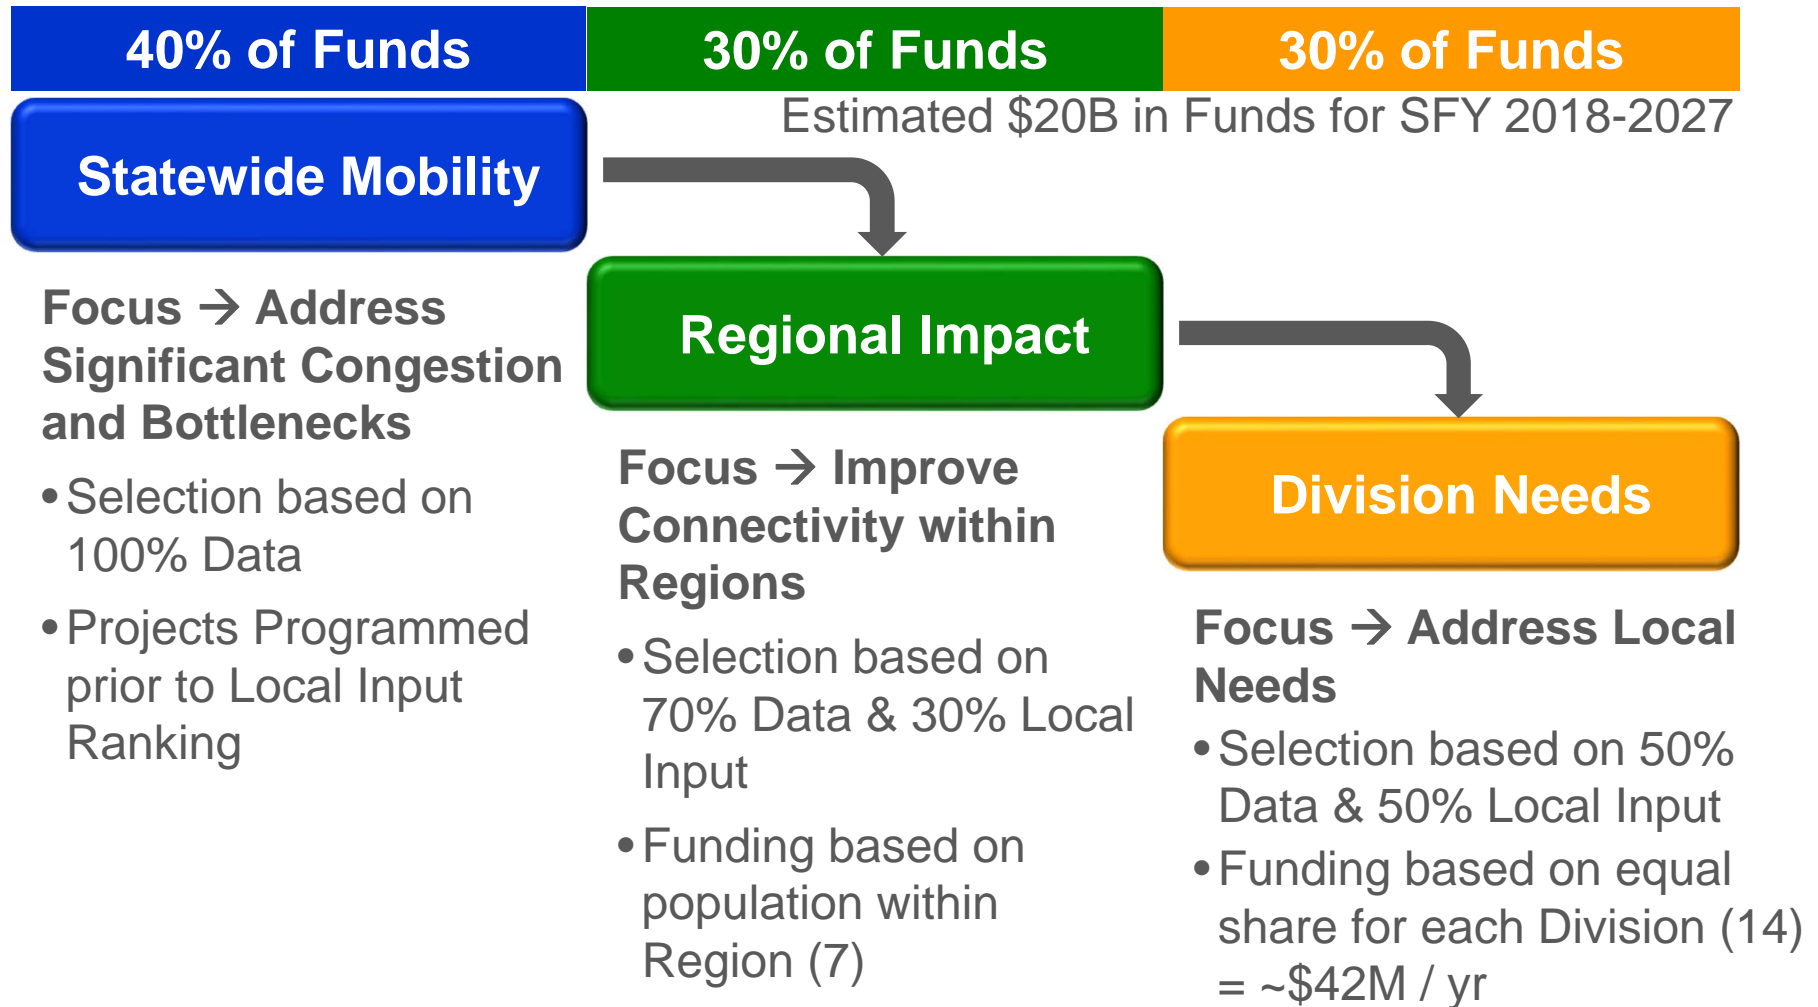 40% of Funds
30% of Funds
30% of Funds
Estimated $20B in Funds for SFY 2018-2027
Statewide Mobility
Focus → Address
Significant Congestion
and Bottlenecks
•Selection based on
100% Data
•Projects Programmed
prior to Local Input
Ranking
Regional Impact
Focus → Improve
Connectivity within
Regions
•Selection based on
70% Data & 30% Local
Input
•Funding based on
population within
Region (7)
Division Needs
Focus → Address Local
Needs
•Selection based on 50%
Data & 50% Local Input
•Funding based on equal
share for each Division (14)
= ~$42M / yr